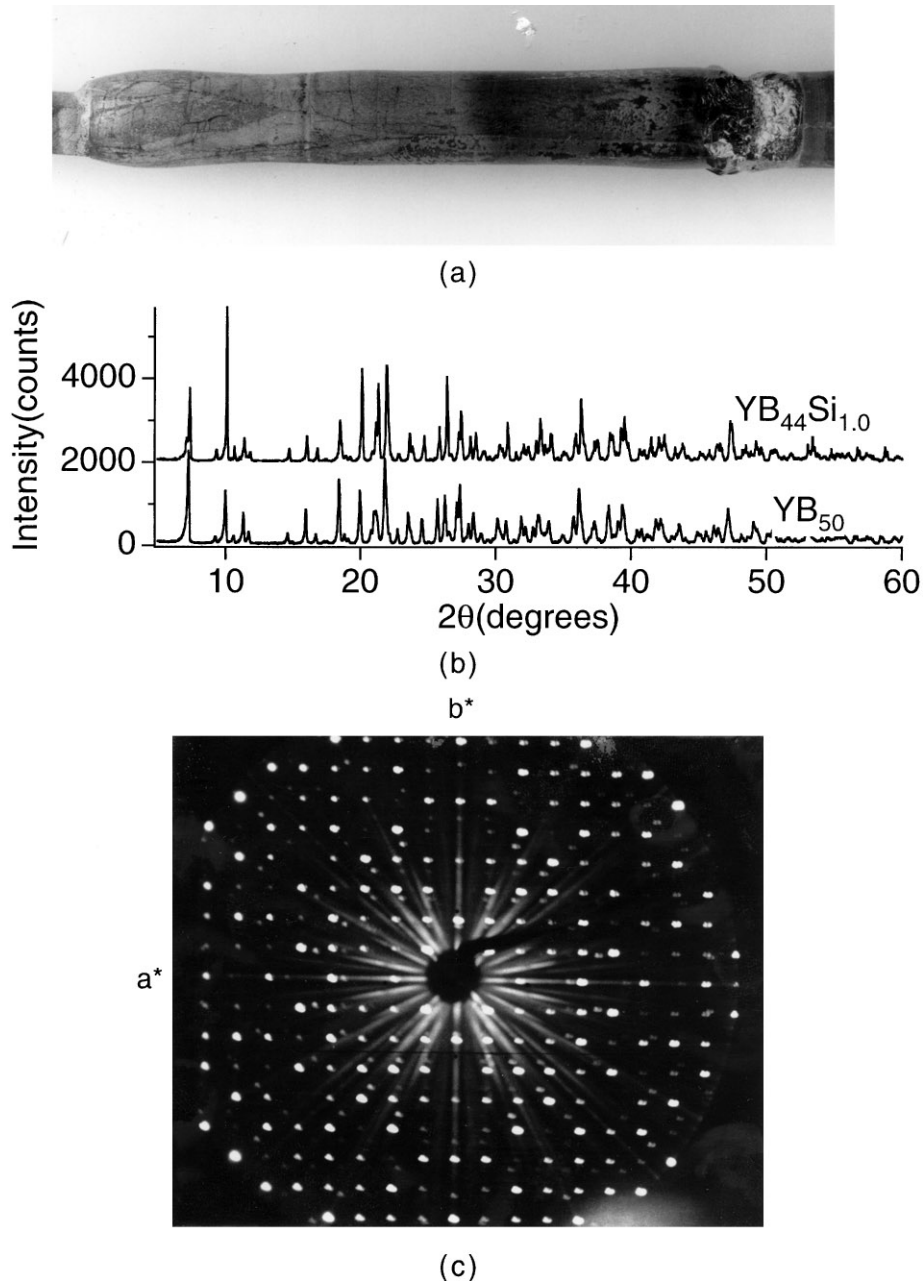 (a)
Intensity(counts)
4000
2000
0
YB₄₄Si₁.₀
YB₅₀
10
20
30
40
50
60
2θ(degrees)
(b)
b*
a*
(c)